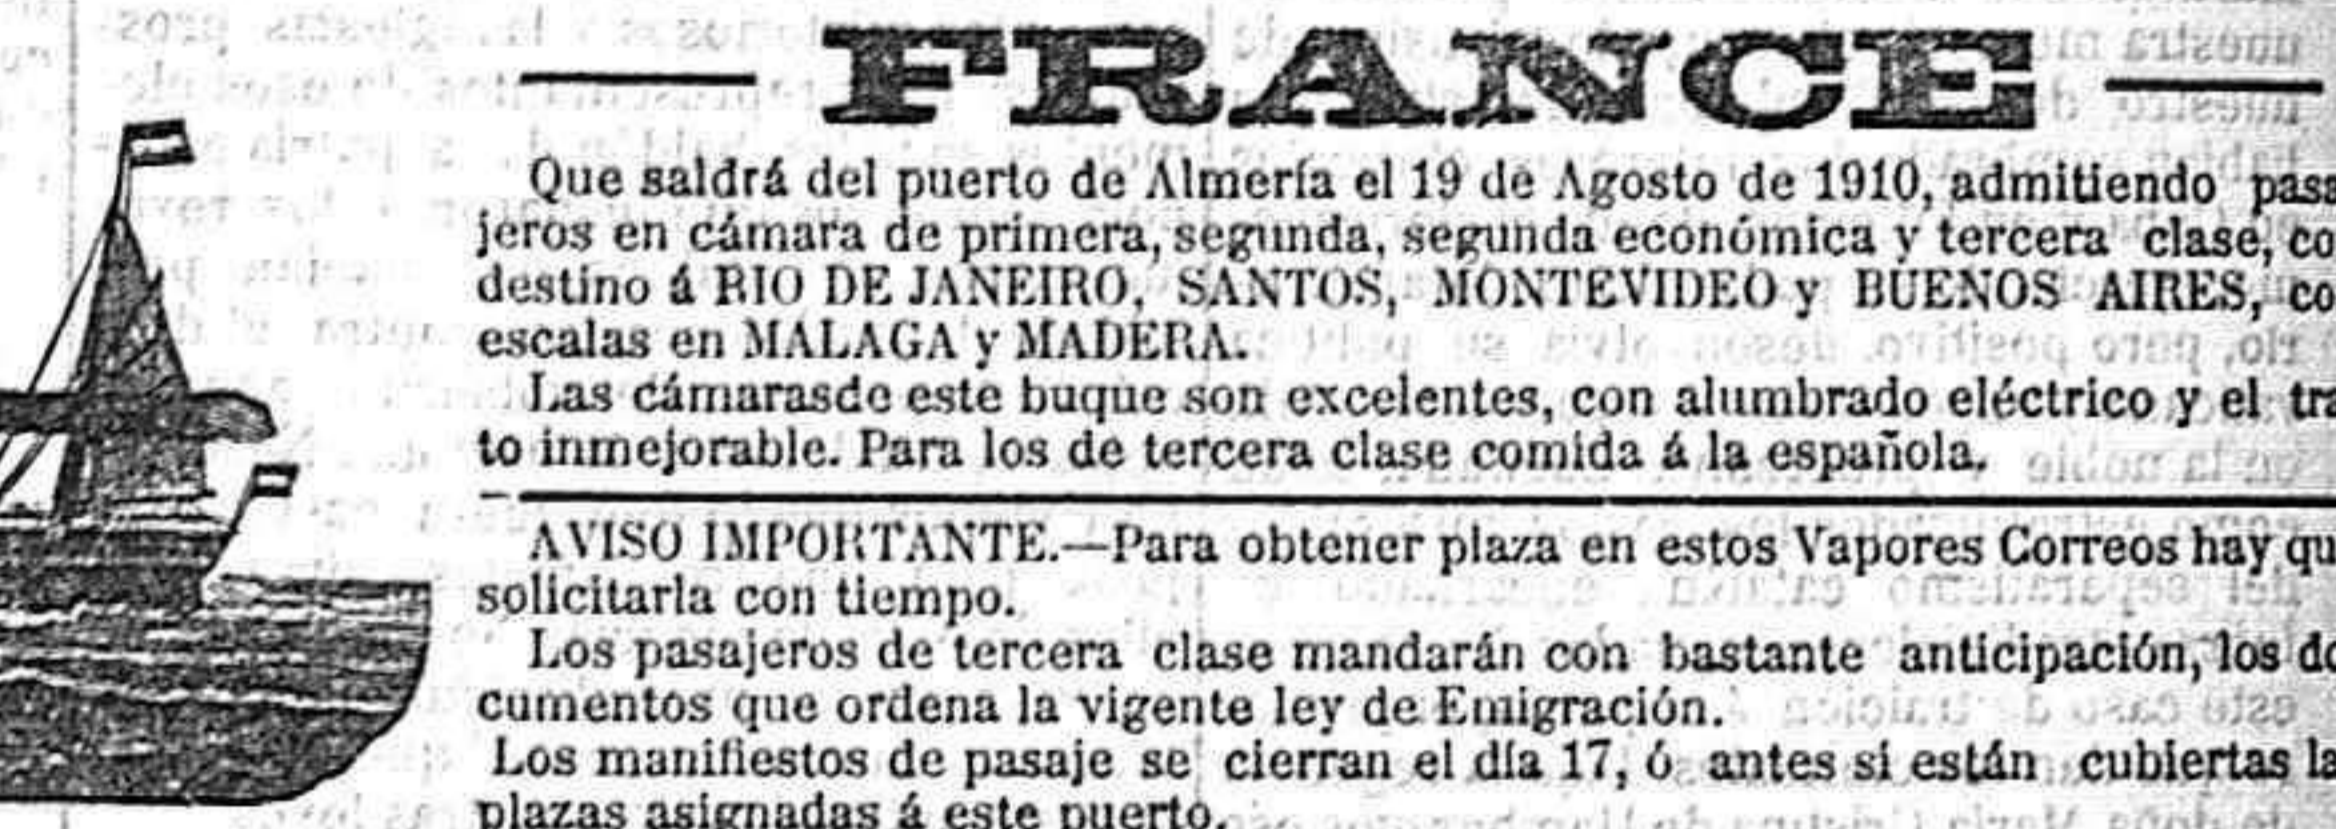 — FRANCE —
Que saldrá del puerto de Almería el 19 de Agosto de 1910, admitiendo pasa
jeros en cámara de primera, segunda, segunda económica y tercera clase, co
destino á RIO DE JANEIRO, SANTOS, MONTEVIDEO y BUENOS AIRES, co
escalas en MALAGA y MADERA.
Las cámarasde este buque son excelentes, con alumbrado eléctrico y el tra
to inmejorable. Para los de tercera clase comida á la española.
AVISO IMPORTANTE.—Para obtener plaza en estos Vapores Correos hay qu
solicitarla con tiempo.
Los pasajeros de tercera clase mandarán con bastante anticipación, los do
cumentos que ordena la vigente ley de Emigración.
Los manifiestos de pasaje se cierran el día 17, ó antes si están cubiertas la
plazas asignadas á este puerto.